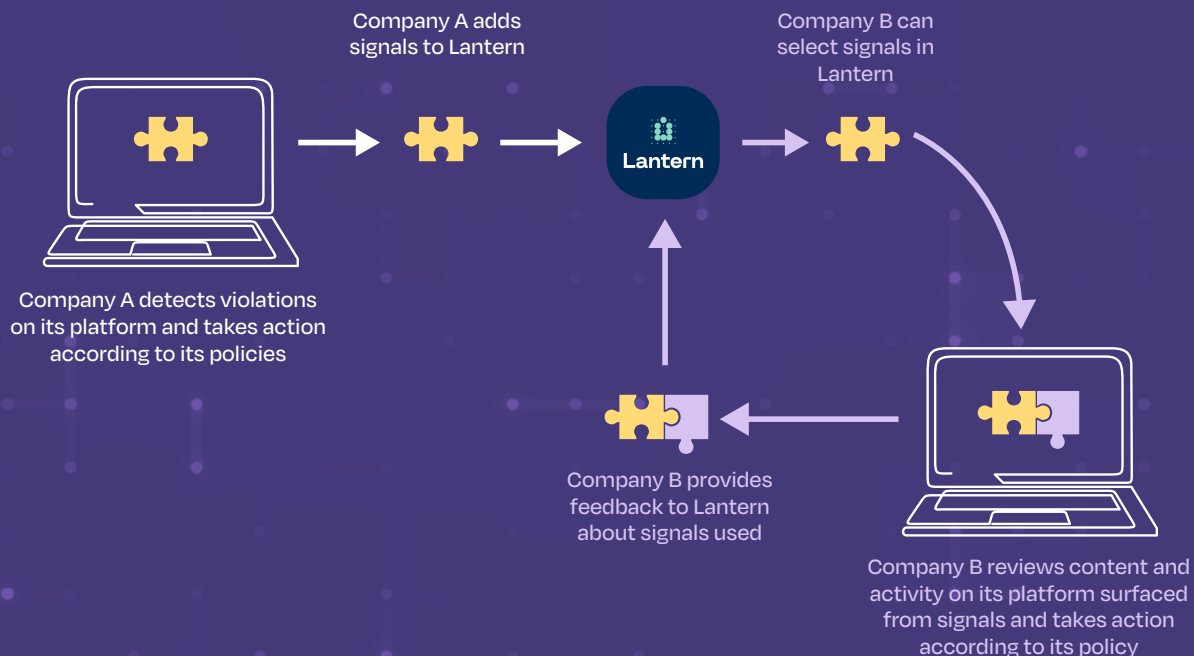 Company A adds
signals to Lantern
Company B can
select signals in
Lantern
Lantern
Company A detects violations
on its platform and takes action
according to its policies
Company B provides
feedback to Lantern
about signals used
Company B reviews content and
activity on its platform surfaced
from signals and takes action
according to its policy